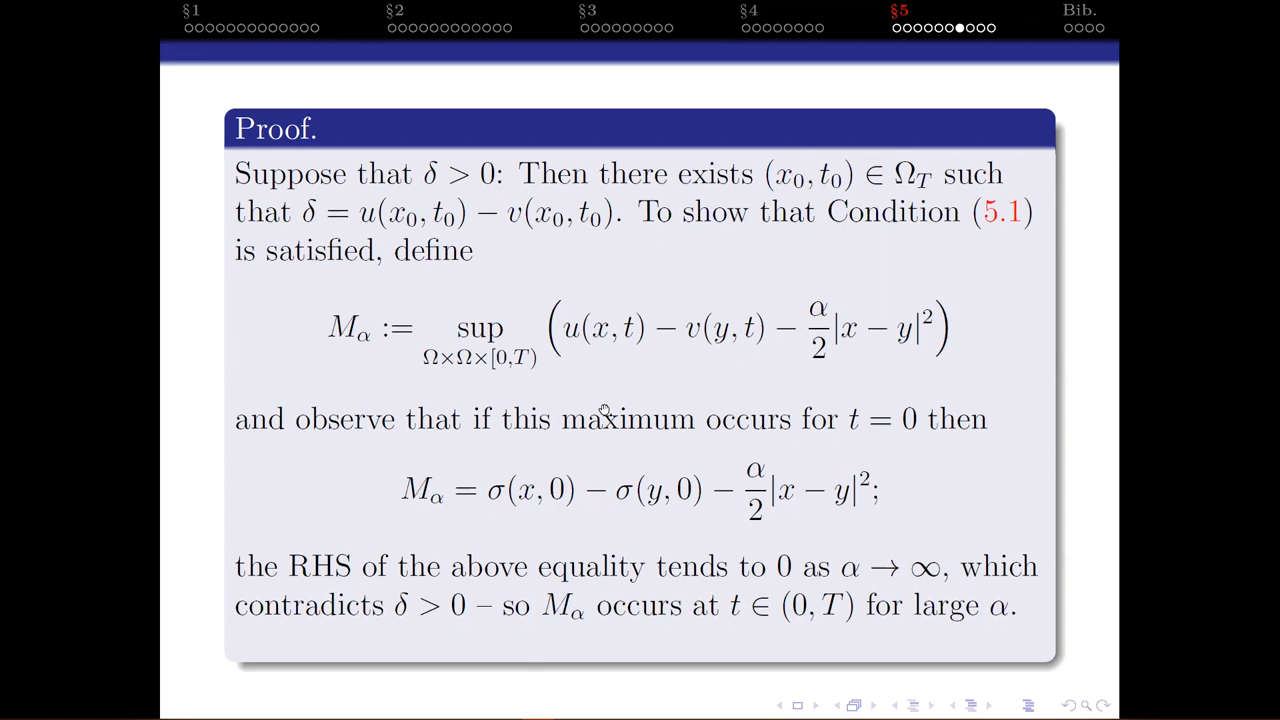 §1 §2 §3 §4 §5 Bib.
Proof.
Suppose that δ > 0: Then there exists (x₀, t₀) ∈ Ω_T such
that δ = u(x₀, t₀) − v(x₀, t₀). To show that Condition (5.1)
is satisfied, define
M_α := sup_{Ω×Ω×[0,T)} (u(x, t) − v(y, t) − α/2 |x − y|²)
and observe that if this maximum occurs for t = 0 then
M_α = σ(x, 0) − σ(y, 0) − α/2 |x − y|²;
the RHS of the above equality tends to 0 as α → ∞, which
contradicts δ > 0 – so M_α occurs at t ∈ (0, T) for large α.